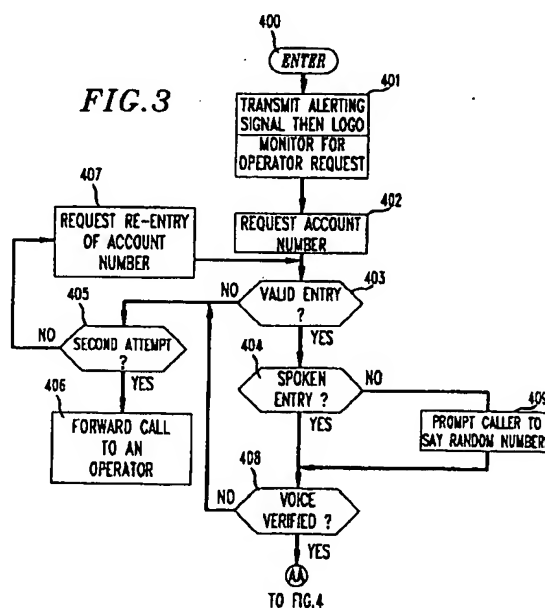 400
ENTER
FIG.3
401
TRANSMIT ALERTING
SIGNAL THEN LOGO
MONITOR FOR
OPERATOR REQUEST
407
REQUEST RE-ENTRY
OF ACCOUNT
NUMBER
402
REQUEST ACCOUNT
NUMBER
403
VALID ENTRY
?
NO
YES
405
SECOND ATTEMPT
?
NO
YES
404
SPOKEN
ENTRY ?
NO
YES
406
FORWARD CALL
TO AN
OPERATOR
409
PROMPT CALLER TO
SAY RANDOM NUMBER
408
VOICE
VERIFIED ?
NO
YES
AA
TO FIG.4